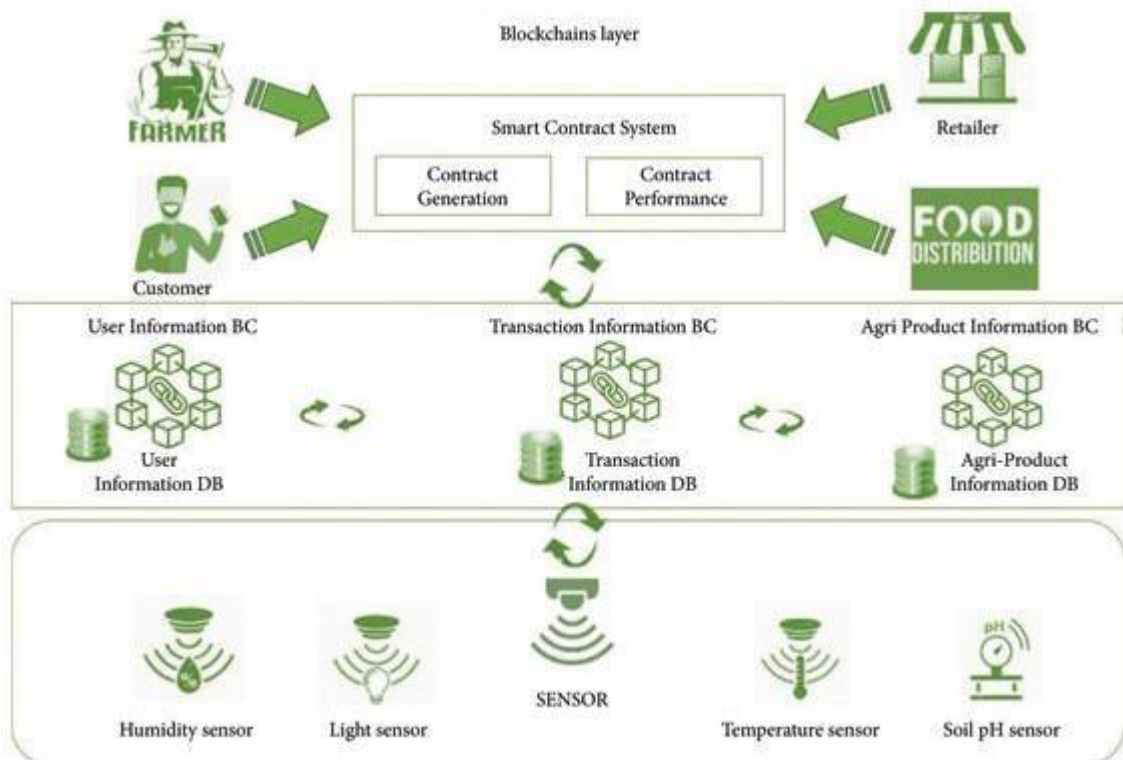 Blockchains layer
SHOP
FARMER
Smart Contract System
Retailer
Contract
Generation
Contract
Performance
FOOD
DISTRIBUTION
Customer
User Information BC
Transaction Information BC
Agri Product Information BC
User
Information DB
Transaction
Information DB
Agri-Product
Information DB
pH
%
SENSOR
Humidity sensor
Light sensor
Temperature sensor
Soil pH sensor